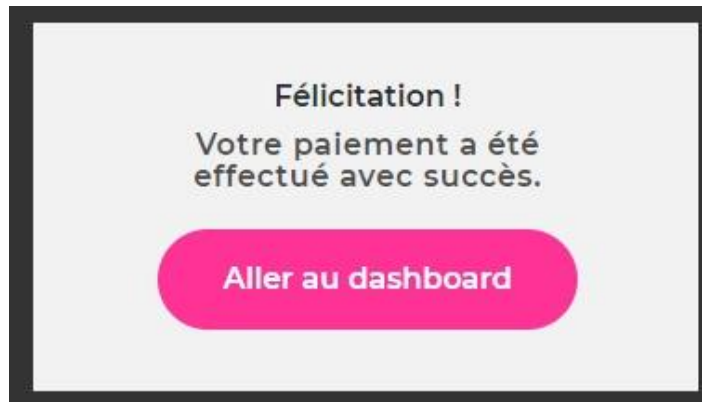 Félicitation !
Votre paiement a été
effectué avec succès.
Aller au dashboard